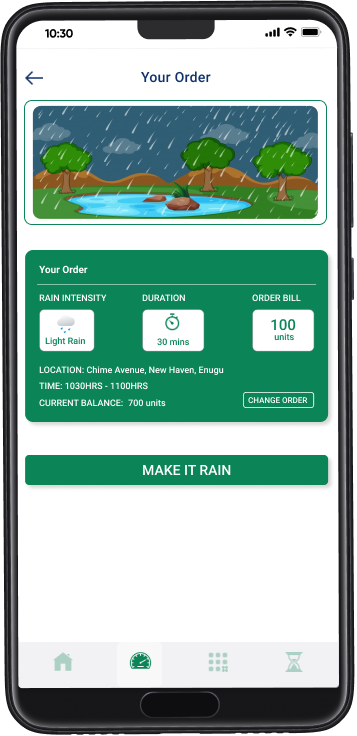 10:30
Your Order
Your Order
RAIN INTENSITY DURATION ORDER BILL
Light Rain 30 mins 100 units
LOCATION: Chime Avenue, New Haven, Enugu
TIME: 1030HRS - 1100HRS
CURRENT BALANCE: 700 units CHANGE ORDER
MAKE IT RAIN